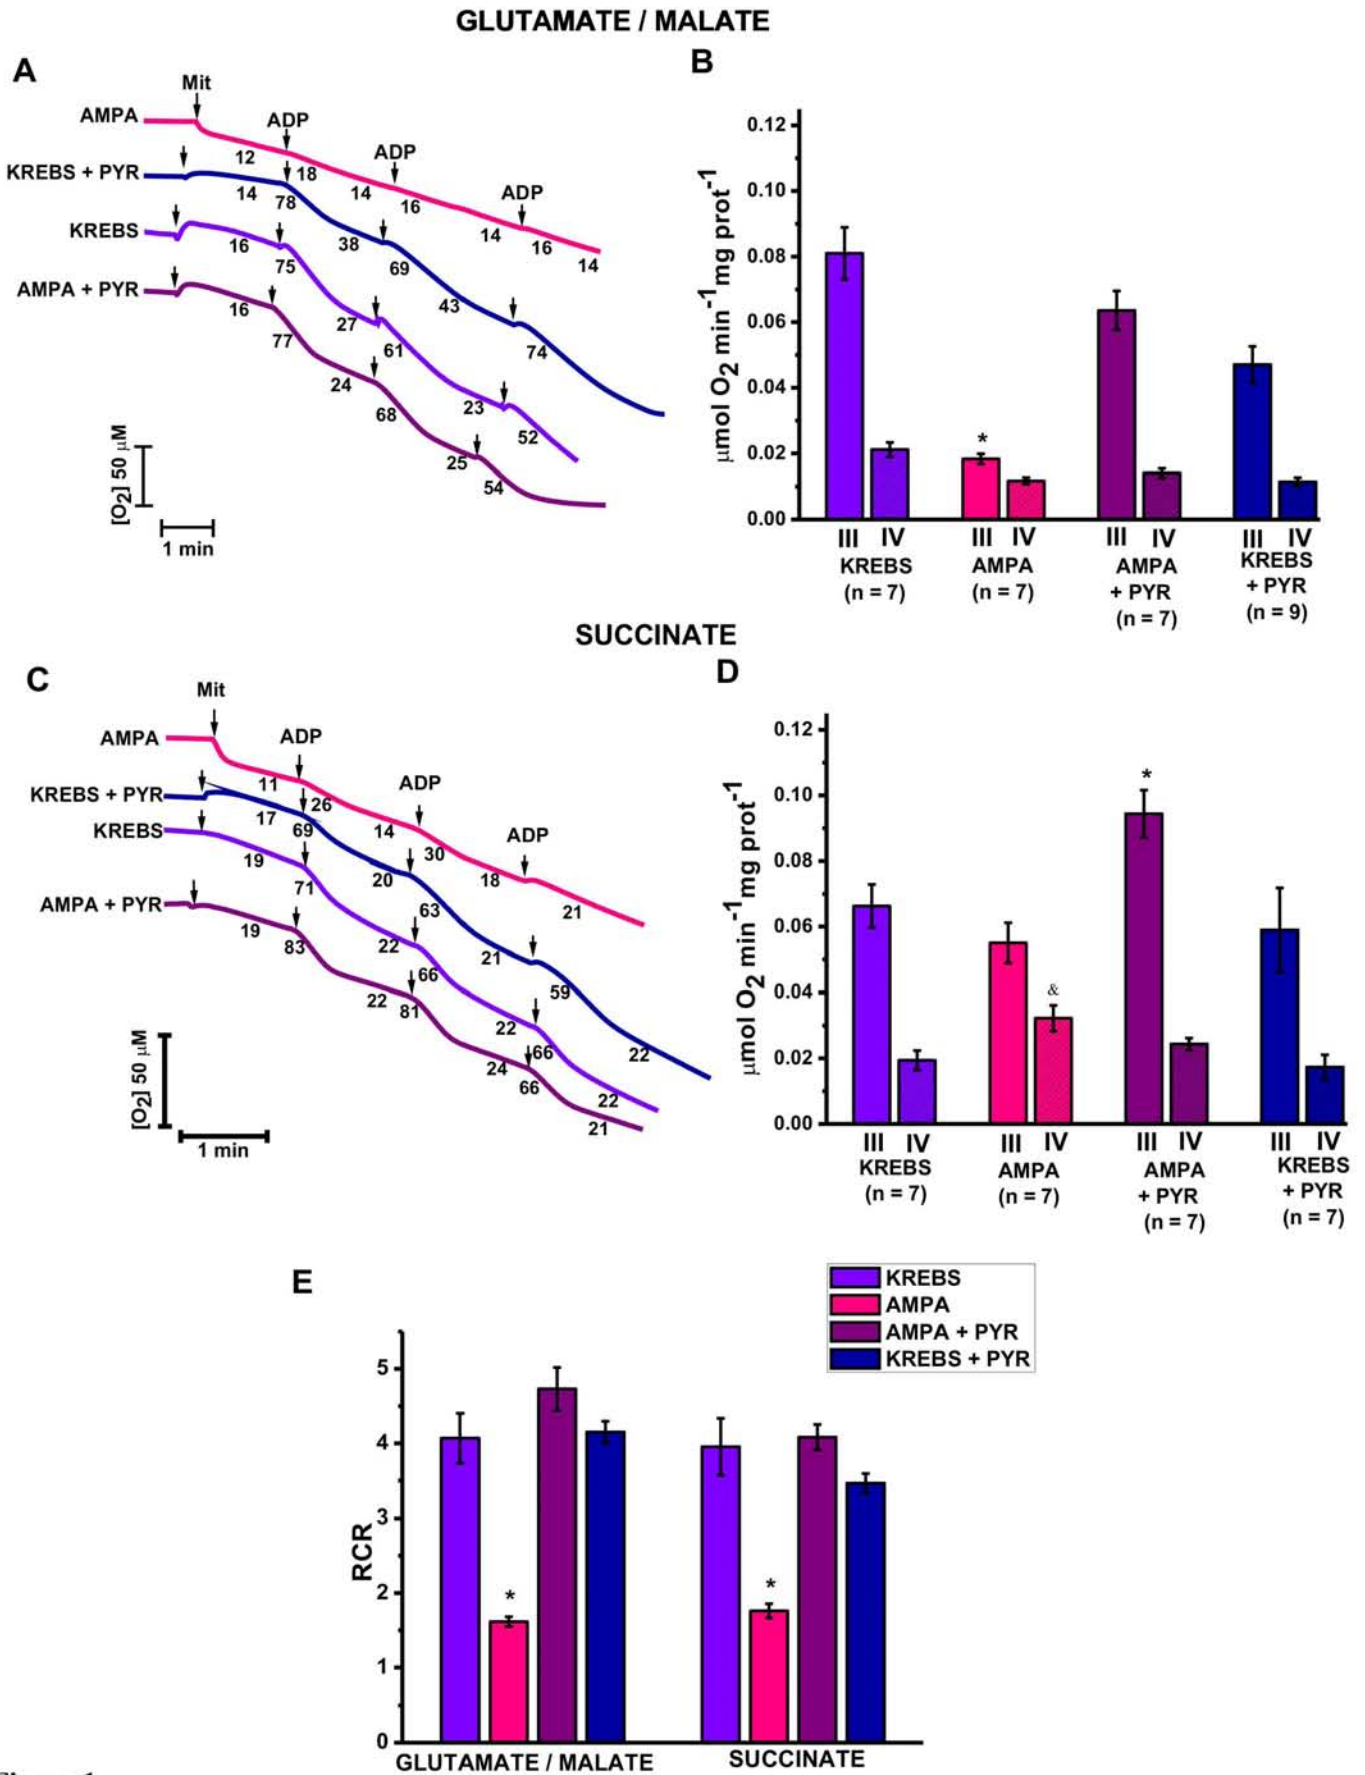 GLUTAMATE / MALATE
A
Mit
AMPA
ADP
ADP
ADP
KREBS + PYR
KREBS
AMPA + PYR
12
18
14
16
14
16
14
14
78
38
69
43
74
16
75
27
61
23
52
16
77
24
68
25
54
[O2] 50 µM
1 min
B
µmol O2 min-1mg prot-1
0.12
0.10
0.08
0.06
0.04
0.02
0.00
*
III IV III IV III IV III IV
KREBS
(n = 7)
AMPA
(n = 7)
AMPA
+ PYR
(n = 7)
KREBS
+ PYR
(n = 9)
SUCCINATE
C
Mit
AMPA
ADP
ADP
ADP
KREBS + PYR
KREBS
AMPA + PYR
11
26
14
30
18
21
17
69
20
63
21
59
22
19
71
22
66
22
66
22
19
83
22
81
24
66
21
[O2] 50 µM
1 min
D
µmol O2 min-1mg prot-1
0.12
0.10
0.08
0.06
0.04
0.02
0.00
&
*
III IV III IV III IV III IV
KREBS
(n = 7)
AMPA
(n = 7)
AMPA
+ PYR
(n = 7)
KREBS
+ PYR
(n = 7)
E
KREBS
AMPA
AMPA + PYR
KREBS + PYR
RCR
5
4
3
2
1
0
*
*
GLUTAMATE / MALATE
SUCCINATE